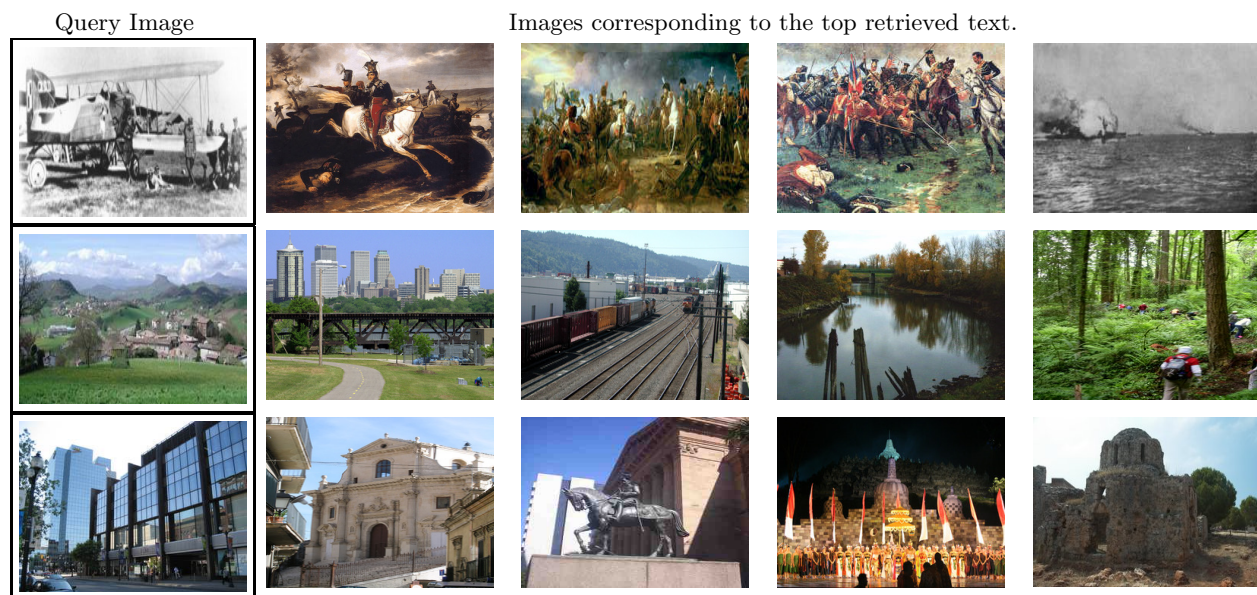 Query Image
Images corresponding to the top retrieved text.